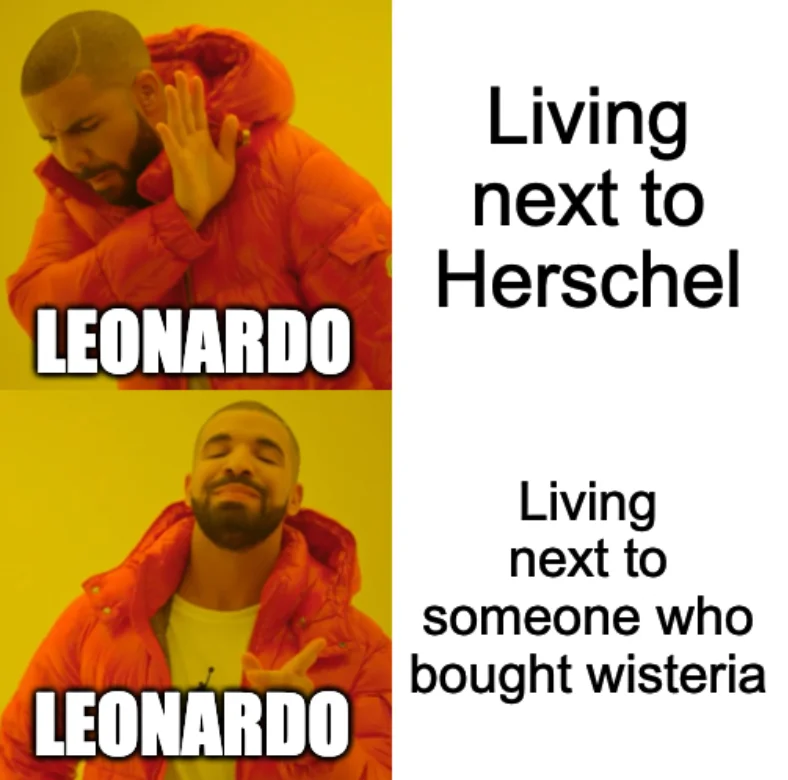 Living
next to
Herschel
LEONARDO
Living
next to
someone who
bought wisteria
LEONARDO